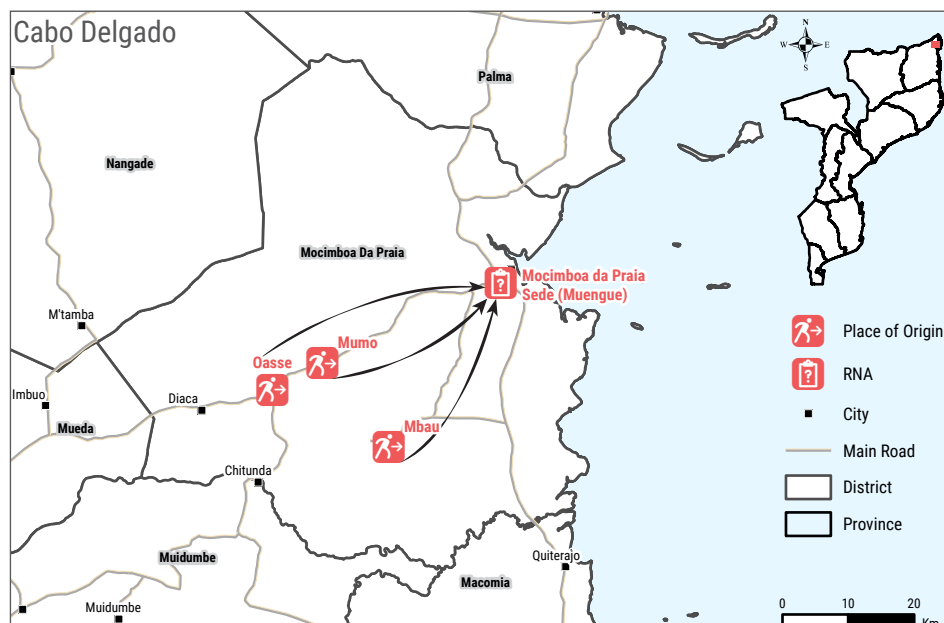 Cabo Delgado
N
W E
S
Palma
Nangade
Mocimboa Da Praia
Mocimboa da Praia
Sede (Muengue)
M'tamba
Mumo
Oasse
Imbuo
Diaca
Mueda
Mbau
Chitunda
Quiterajo
Muidumbe
Macomia
Muidumbe
?
Place of Origin
?
RNA
City
Main Road
District
Province
0 10 20
Km